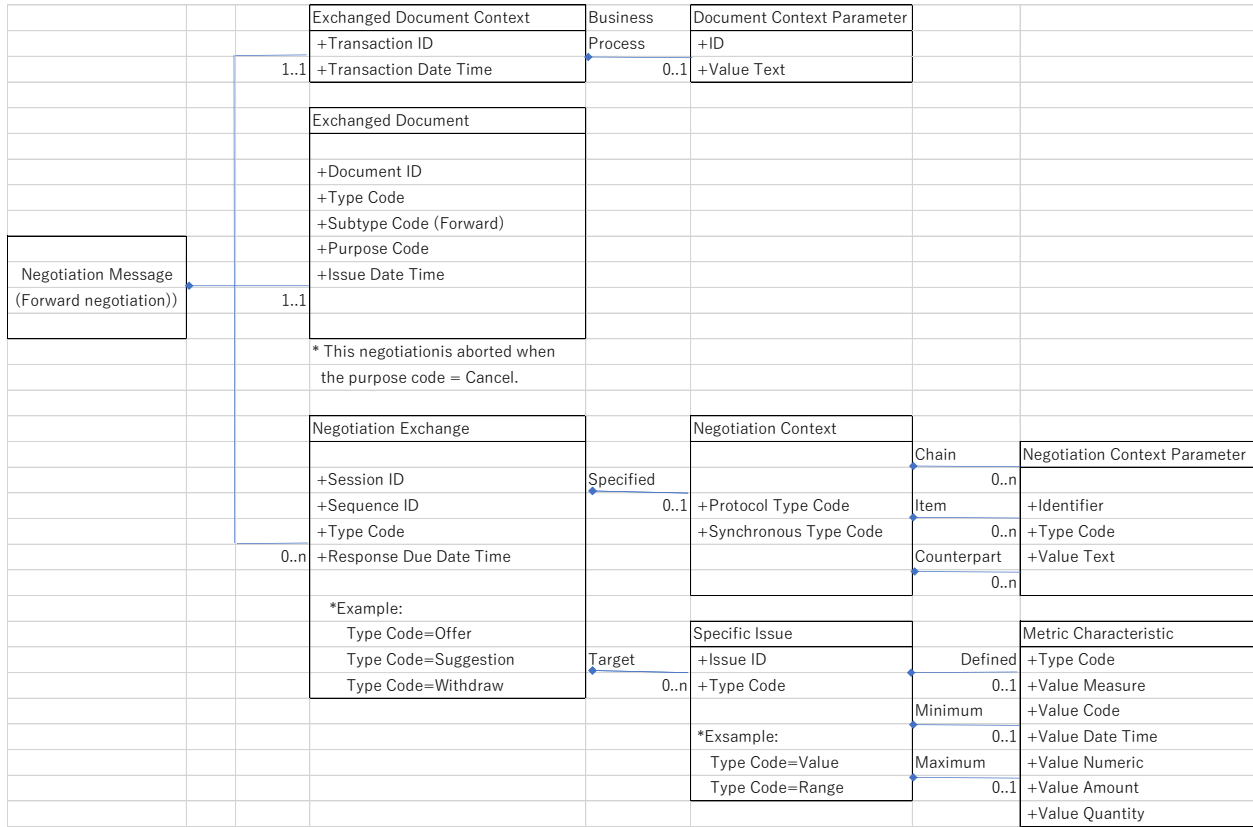 Exchanged Document Context
+Transaction ID
1..1 +Transaction Date Time
Business
Process
0..1
Document Context Parameter
+ID
+Value Text
Exchanged Document
+Document ID
+Type Code
+Subtype Code (Forward)
+Purpose Code
+Issue Date Time
1..1
Negotiation Message
(Forward negotiation))
* This negotiationis aborted when
the purpose code = Cancel.
Negotiation Exchange
+Session ID
+Sequence ID
+Type Code
0..n +Response Due Date Time
*Example:
Type Code=Offer
Type Code=Suggestion
Type Code=Withdraw
Specified
0..1
Negotiation Context
+Protocol Type Code
+Synchronous Type Code
Chain
0..n
Item
0..n
Counterpart
0..n
Negotiation Context Parameter
+Identifier
+Type Code
+Value Text
Target
0..n
Specific Issue
+Issue ID
+Type Code
*Exsample:
Type Code=Value
Type Code=Range
Defined
0..1
Minimum
0..1
Maximum
0..1
Metric Characteristic
+Type Code
+Value Measure
+Value Code
+Value Date Time
+Value Numeric
+Value Amount
+Value Quantity